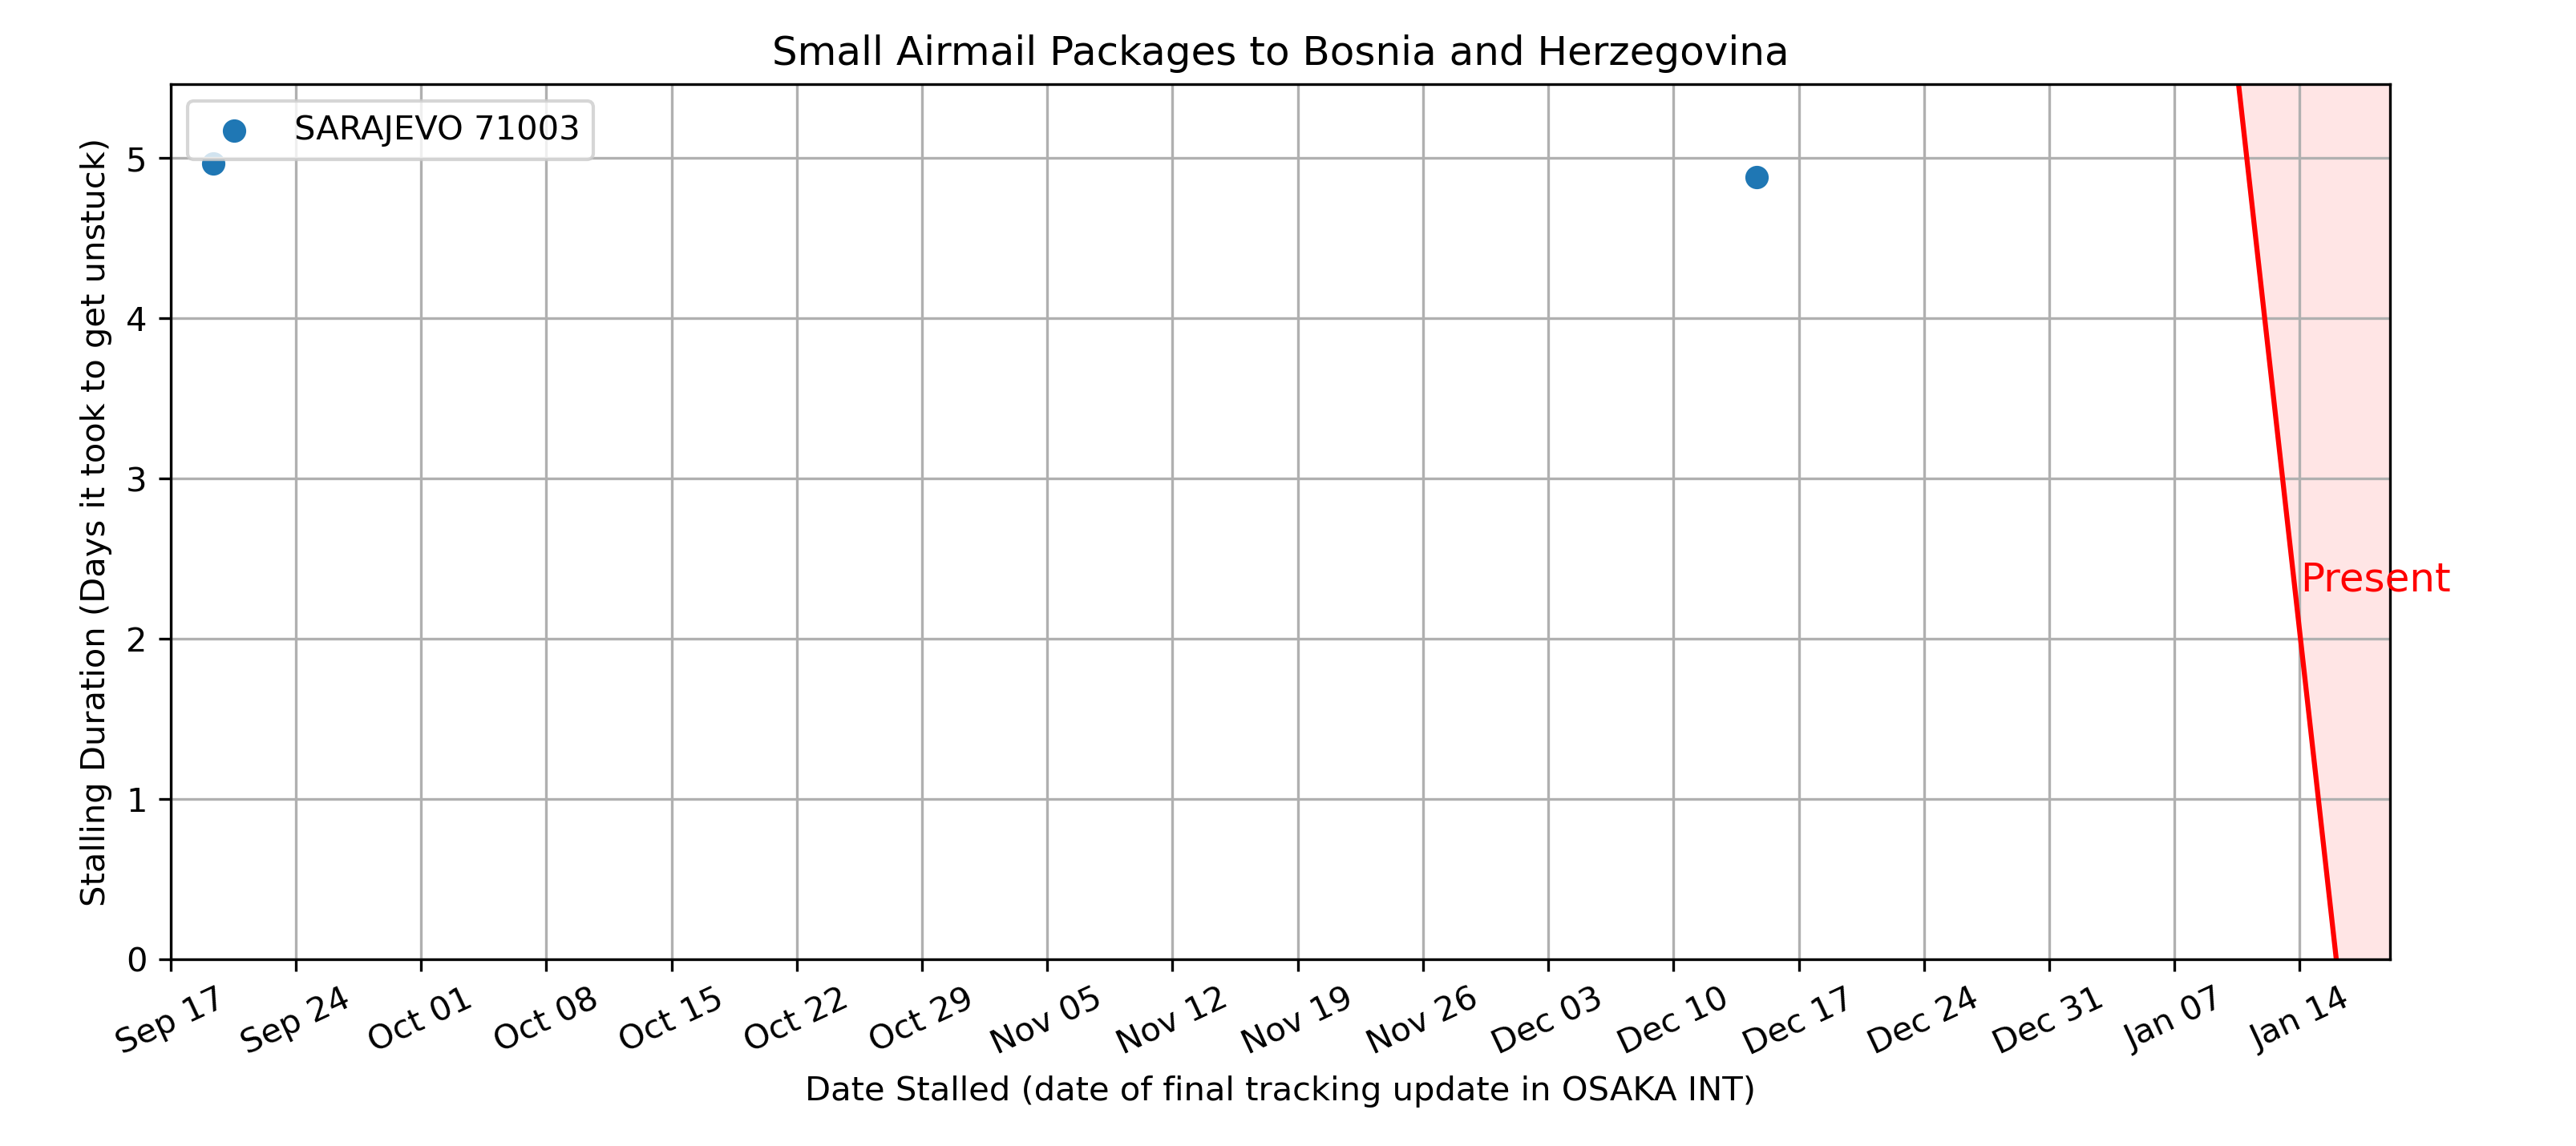 Small Airmail Packages to Bosnia and Herzegovina
SARAJEVO 71003
Stalling Duration (Days it took to get unstuck)
5
4
3
2
1
0
Present
Sep 17
Sep 24
Oct 01
Oct 08
Oct 15
Oct 22
Oct 29
Nov 05
Nov 12
Nov 19
Nov 26
Dec 03
Dec 10
Dec 17
Dec 24
Dec 31
Jan 07
Jan 14
Date Stalled (date of final tracking update in OSAKA INT)